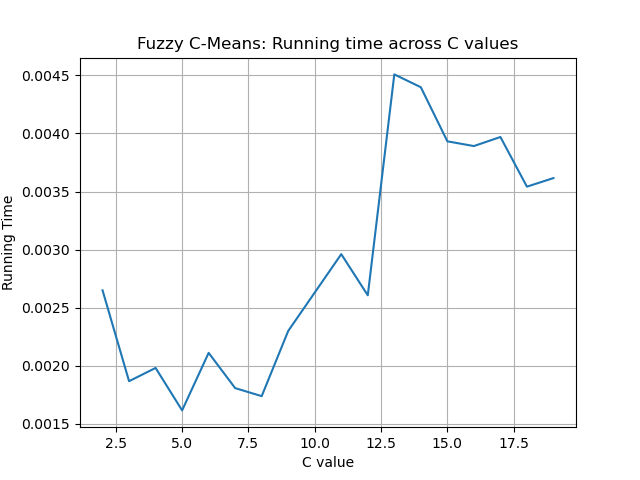 Fuzzy C-Means: Running time across C values
0.0045
0.0040
0.0035
0.0030
0.0025
0.0020
0.0015
Running Time
2.5 5.0 7.5 10.0 12.5 15.0 17.5
C value